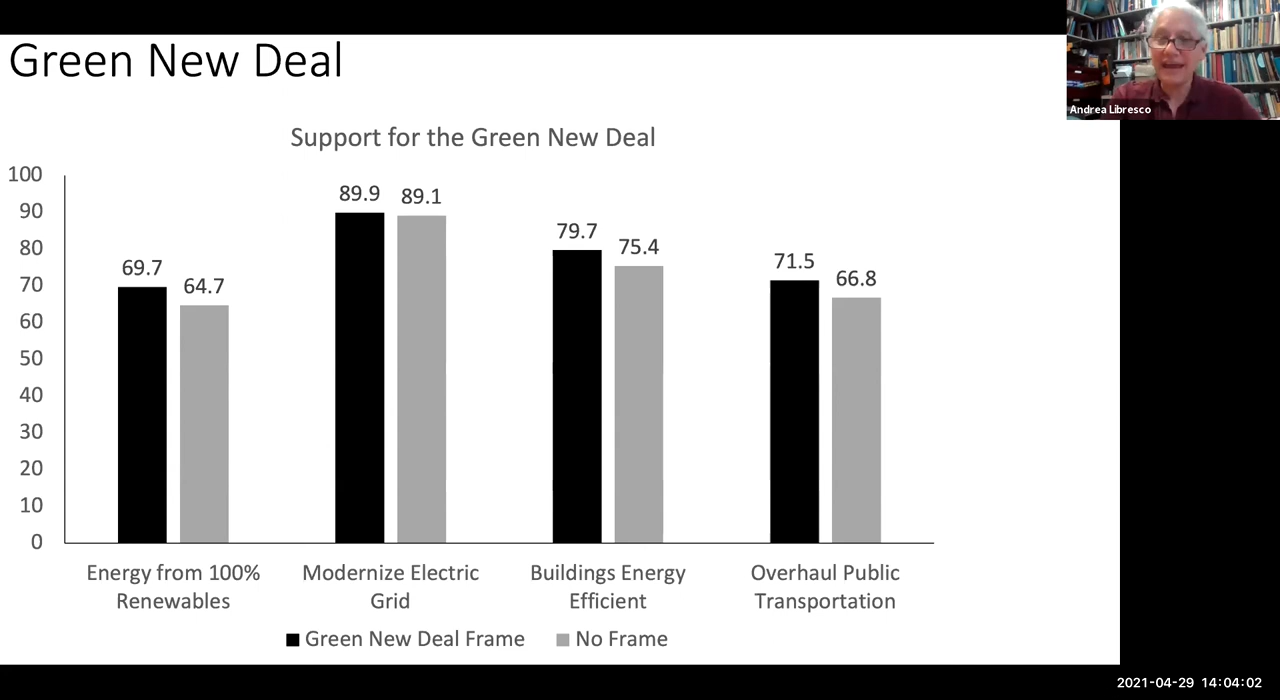 Green New Deal
Andrea Libresco
Support for the Green New Deal
100
90
80
70
60
50
40
30
20
10
0
69.7
64.7
89.9
89.1
79.7
75.4
71.5
66.8
Energy from 100%
Renewables
Modernize Electric
Grid
Buildings Energy
Efficient
Overhaul Public
Transportation
Green New Deal Frame
No Frame
2021-04-29 14:04:02